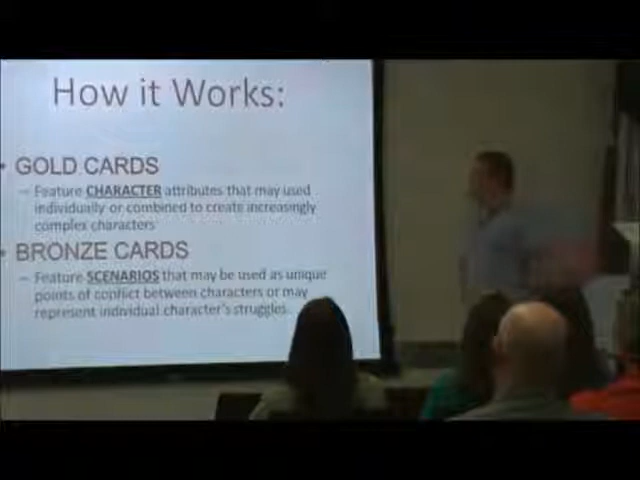 How it Works:
• GOLD CARDS
– Feature CHARACTER attributes that may used
individually or combined to create increasingly
complex characters
• BRONZE CARDS
– Feature SCENARIOS that may be used as unique
points of conflict between characters or may
represent individual character's struggles.